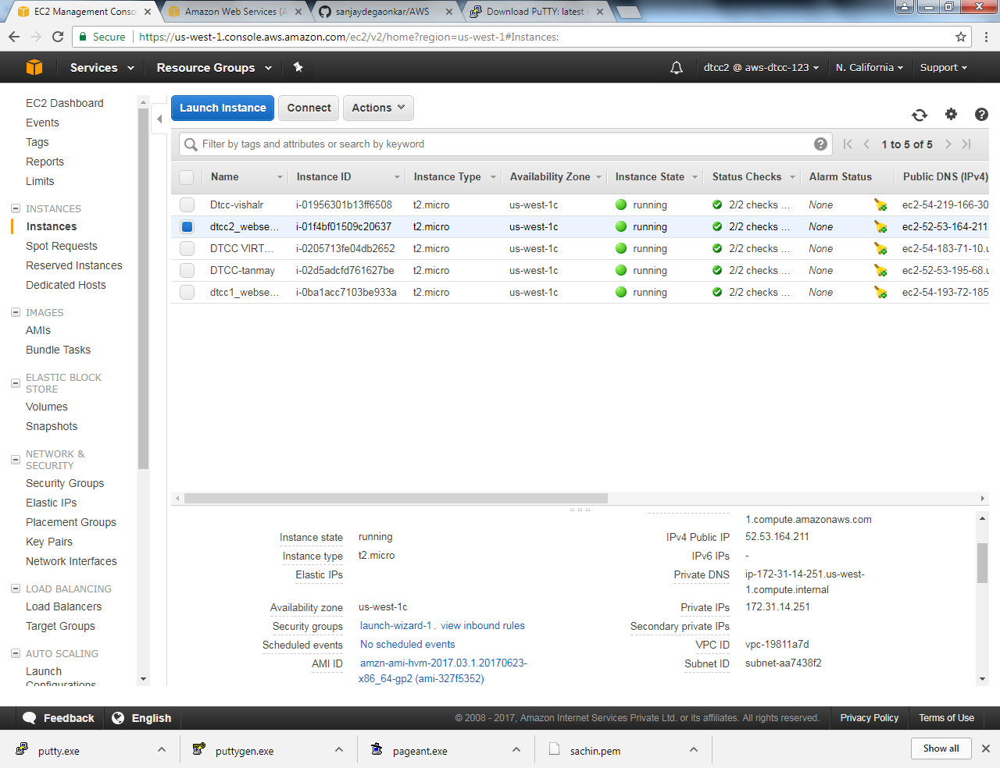 EC2 Management Conso
Amazon Web Services (A
sanjaydegaonkar/AWS
Download PuTTY: latest r
Secure https://us-west-1.console.aws.amazon.com/ec2/v2/home?region=us-west-1#Instances:
Services Resource Groups dtcc2 @ aws-dtcc-123 N. California Support
EC2 Dashboard
Events
Tags
Reports
Limits
INSTANCES
Instances
Spot Requests
Reserved Instances
Dedicated Hosts
IMAGES
AMIs
Bundle Tasks
ELASTIC BLOCK
STORE
Volumes
Snapshots
NETWORK &
SECURITY
Security Groups
Elastic IPs
Placement Groups
Key Pairs
Network Interfaces
LOAD BALANCING
Load Balancers
Target Groups
AUTO SCALING
Launch
Configurations
Launch Instance Connect Actions
Filter by tags and attributes or search by keyword 1 to 5 of 5
Name Instance ID Instance Type Availability Zone Instance State Status Checks Alarm Status Public DNS (IPv4)
Dtcc-vishalr i-01956301b13ff6508 t2.micro us-west-1c running 2/2 checks ... None ec2-54-219-166-30
dtcc2_webse... i-01f4bf01509c20637 t2.micro us-west-1c running 2/2 checks ... None ec2-52-53-164-211.
DTCC VIRT... i-0205713fe04db2652 t2.micro us-west-1c running 2/2 checks ... None ec2-54-183-71-10.u
DTCC-tanmay i-02d5adcfd761627be t2.micro us-west-1c running 2/2 checks ... None ec2-52-53-195-68.u
dtcc1_webse... i-0ba1acc7103be933a t2.micro us-west-1c running 2/2 checks ... None ec2-54-193-72-185
1.compute.amazonaws.com
Instance state running IPv4 Public IP 52.53.164.211
Instance type t2.micro IPv6 IPs -
Elastic IPs Private DNS ip-172-31-14-251.us-west-
1.compute.internal
Availability zone us-west-1c Private IPs 172.31.14.251
Security groups launch-wizard-1. view inbound rules Secondary private IPs
Scheduled events No scheduled events VPC ID vpc-19811a7d
AMI ID amzn-ami-hvm-2017.03.1.20170623- Subnet ID subnet-aa7438f2
x86_64-gp2 (ami-327f5352)
Feedback English © 2008 - 2017, Amazon Internet Services Private Ltd. or its affiliates. All rights reserved. Privacy Policy Terms of Use
putty.exe puttygen.exe pageant.exe sachin.pem Show all